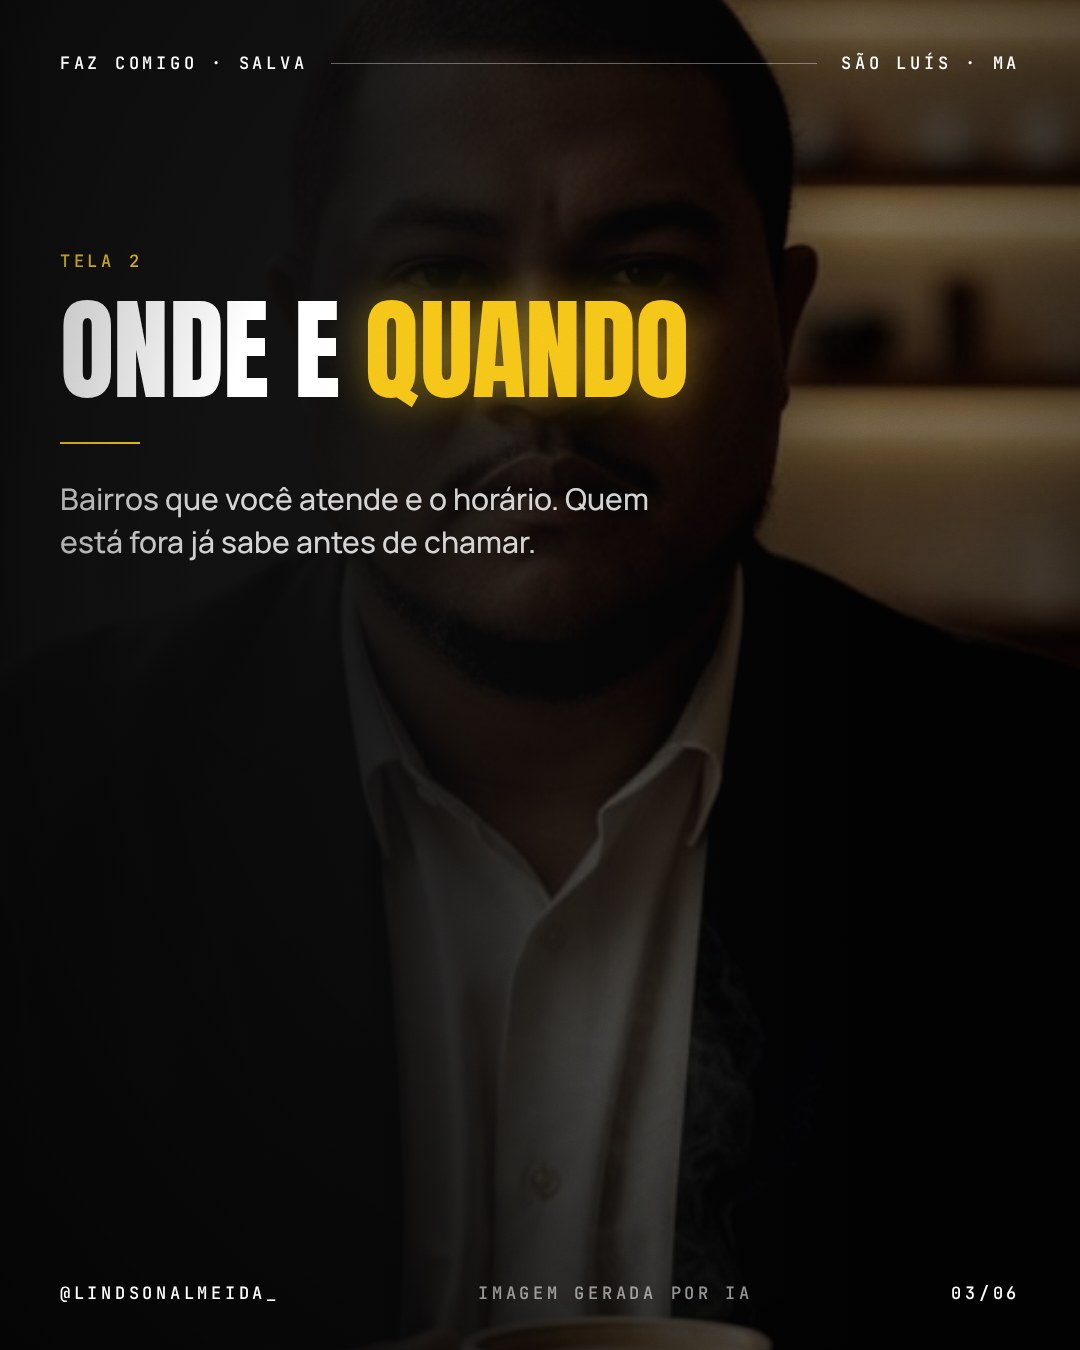 FAZ COMIGO · SALVA
SÃO LUÍS · MA
TELA 2
ONDE E QUANDO
Bairros que você atende e o horário. Quem
está fora já sabe antes de chamar.
@LINDSONALMEIDA_
IMAGEM GERADA POR IA
03/06